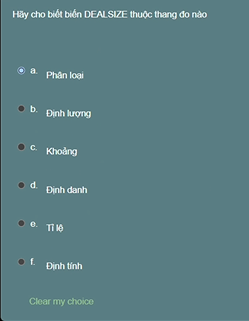 Hãy cho biết biến DEALSIZE thuộc thang đo nào
a. Phân loại
b. Định lượng
c. Khoảng
d. Định danh
e. Tỉ lệ
f. Định tính
Clear my choice